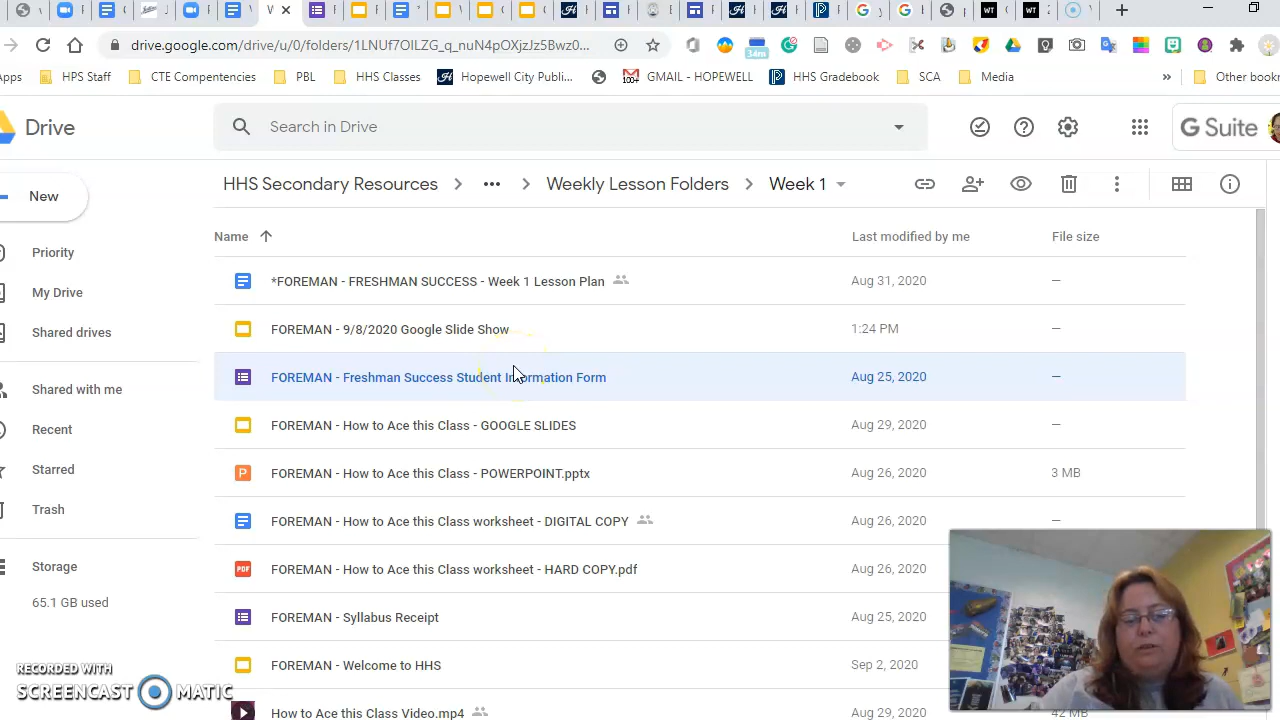 drive.google.com/drive/u/0/folders/1LNUf7OILZG_q_nuN4pOXjzJz5Bwz0...
34m
Apps HPS Staff CTE Compentencies PBL HHS Classes Hopewell City Publi... GMAIL - HOPEWELL HHS Gradebook SCA Media » Other bookm
Drive
Search in Drive
G Suite
New
HHS Secondary Resources > ••• > Weekly Lesson Folders > Week 1
Name
Last modified by me
File size
Priority
My Drive
Shared drives
Shared with me
Recent
Starred
Trash
Storage
65.1 GB used
*FOREMAN - FRESHMAN SUCCESS - Week 1 Lesson Plan
Aug 31, 2020
—
FOREMAN - 9/8/2020 Google Slide Show
1:24 PM
—
FOREMAN - Freshman Success Student Information Form
Aug 25, 2020
—
FOREMAN - How to Ace this Class - GOOGLE SLIDES
Aug 29, 2020
—
FOREMAN - How to Ace this Class - POWERPOINT.pptx
Aug 26, 2020
3 MB
FOREMAN - How to Ace this Class worksheet - DIGITAL COPY
Aug 26, 2020
—
FOREMAN - How to Ace this Class worksheet - HARD COPY.pdf
Aug 26, 2020
FOREMAN - Syllabus Receipt
Aug 25, 2020
FOREMAN - Welcome to HHS
Sep 2, 2020
How to Ace this Class Video.mp4
Aug 29, 2020
42 MB
RECORDED WITH
SCREENCAST MATIC